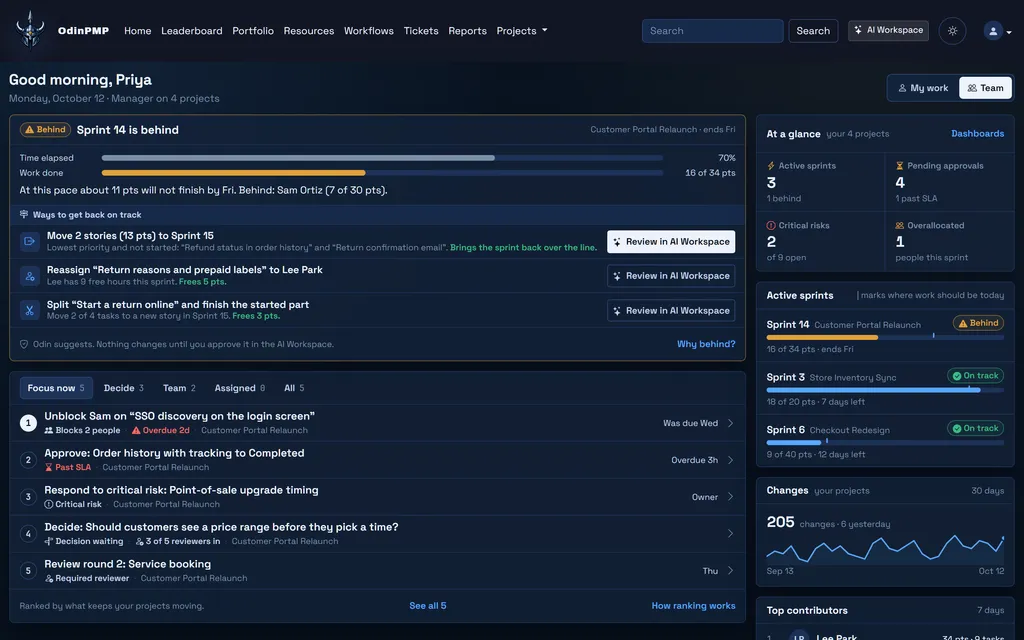 OdinPMP Home Leaderboard Portfolio Resources Workflows Tickets Reports Projects Search Search AI Workspace
Good morning, Priya
Monday, October 12 · Manager on 4 projects
My work Team
Behind Sprint 14 is behind Customer Portal Relaunch · ends Fri
Time elapsed 70%
Work done 16 of 34 pts
At this pace about 11 pts will not finish by Fri. Behind: Sam Ortiz (7 of 30 pts).
Ways to get back on track
Move 2 stories (13 pts) to Sprint 15
Lowest priority and not started: “Refund status in order history” and “Return confirmation email”. Brings the sprint back over the line.
Review in AI Workspace
Reassign “Return reasons and prepaid labels” to Lee Park
Lee has 9 free hours this sprint. Frees 5 pts.
Review in AI Workspace
Split “Start a return online” and finish the started part
Move 2 of 4 tasks to a new story in Sprint 15. Frees 3 pts.
Review in AI Workspace
Odin suggests. Nothing changes until you approve it in the AI Workspace. Why behind?
Focus now 5 Decide 3 Team 2 Assigned 0 All 5
1 Unblock Sam on “SSO discovery on the login screen”
Blocks 2 people · Overdue 2d · Customer Portal Relaunch
Was due Wed
2 Approve: Order history with tracking to Completed
Past SLA · Customer Portal Relaunch
Overdue 3h
3 Respond to critical risk: Point-of-sale upgrade timing
Critical risk · Customer Portal Relaunch
Owner
4 Decide: Should customers see a price range before they pick a time?
Decision waiting · 3 of 5 reviewers in · Customer Portal Relaunch
5 Review round 2: Service booking
Required reviewer · Customer Portal Relaunch
Thu
Ranked by what keeps your projects moving. See all 5 How ranking works
At a glance your 4 projects Dashboards
Active sprints
3
1 behind
Pending approvals
4
1 past SLA
Critical risks
2
of 9 open
Overallocated
1
people this sprint
Active sprints | marks where work should be today
Sprint 14 Customer Portal Relaunch Behind
16 of 34 pts · ends Fri
Sprint 3 Store Inventory Sync On track
18 of 20 pts · 7 days left
Sprint 6 Checkout Redesign On track
9 of 40 pts · 12 days left
Changes your projects 30 days
205 changes · 6 yesterday
Sep 13 Oct 12
Top contributors 7 days
1 LP Lee Park 34 pts · 9 tasks